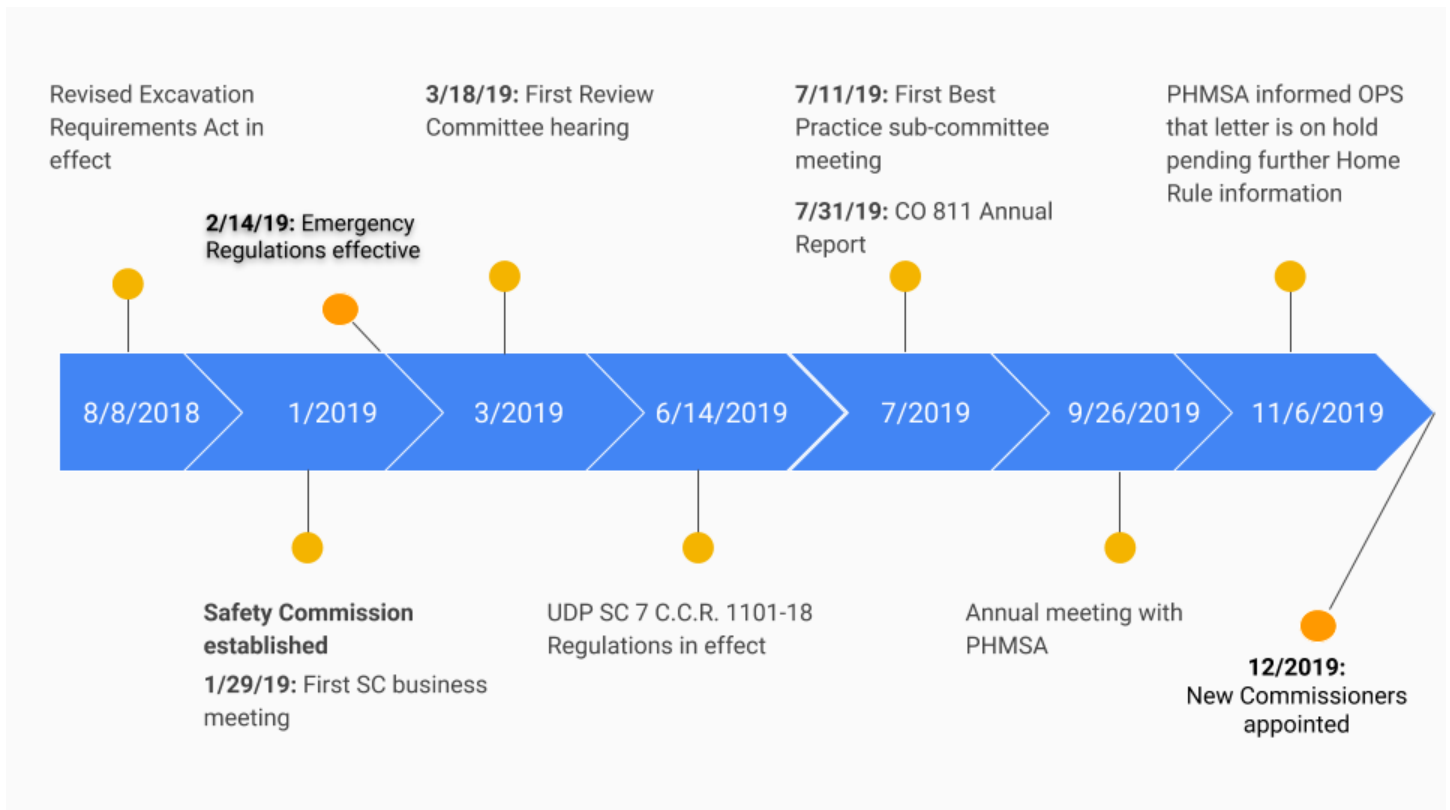 Revised Excavation
Requirements Act in
effect
2/14/19: Emergency
Regulations effective
3/18/19: First Review
Committee hearing
7/11/19: First Best
Practice sub-committee
meeting
7/31/19: CO 811 Annual
Report
PHMSA informed OPS
that letter is on hold
pending further Home
Rule information
8/8/2018
1/2019
3/2019
6/14/2019
7/2019
9/26/2019
11/6/2019
Safety Commission
established
1/29/19: First SC business
meeting
UDP SC 7 C.C.R. 1101-18
Regulations in effect
Annual meeting with
PHMSA
12/2019:
New Commissioners
appointed